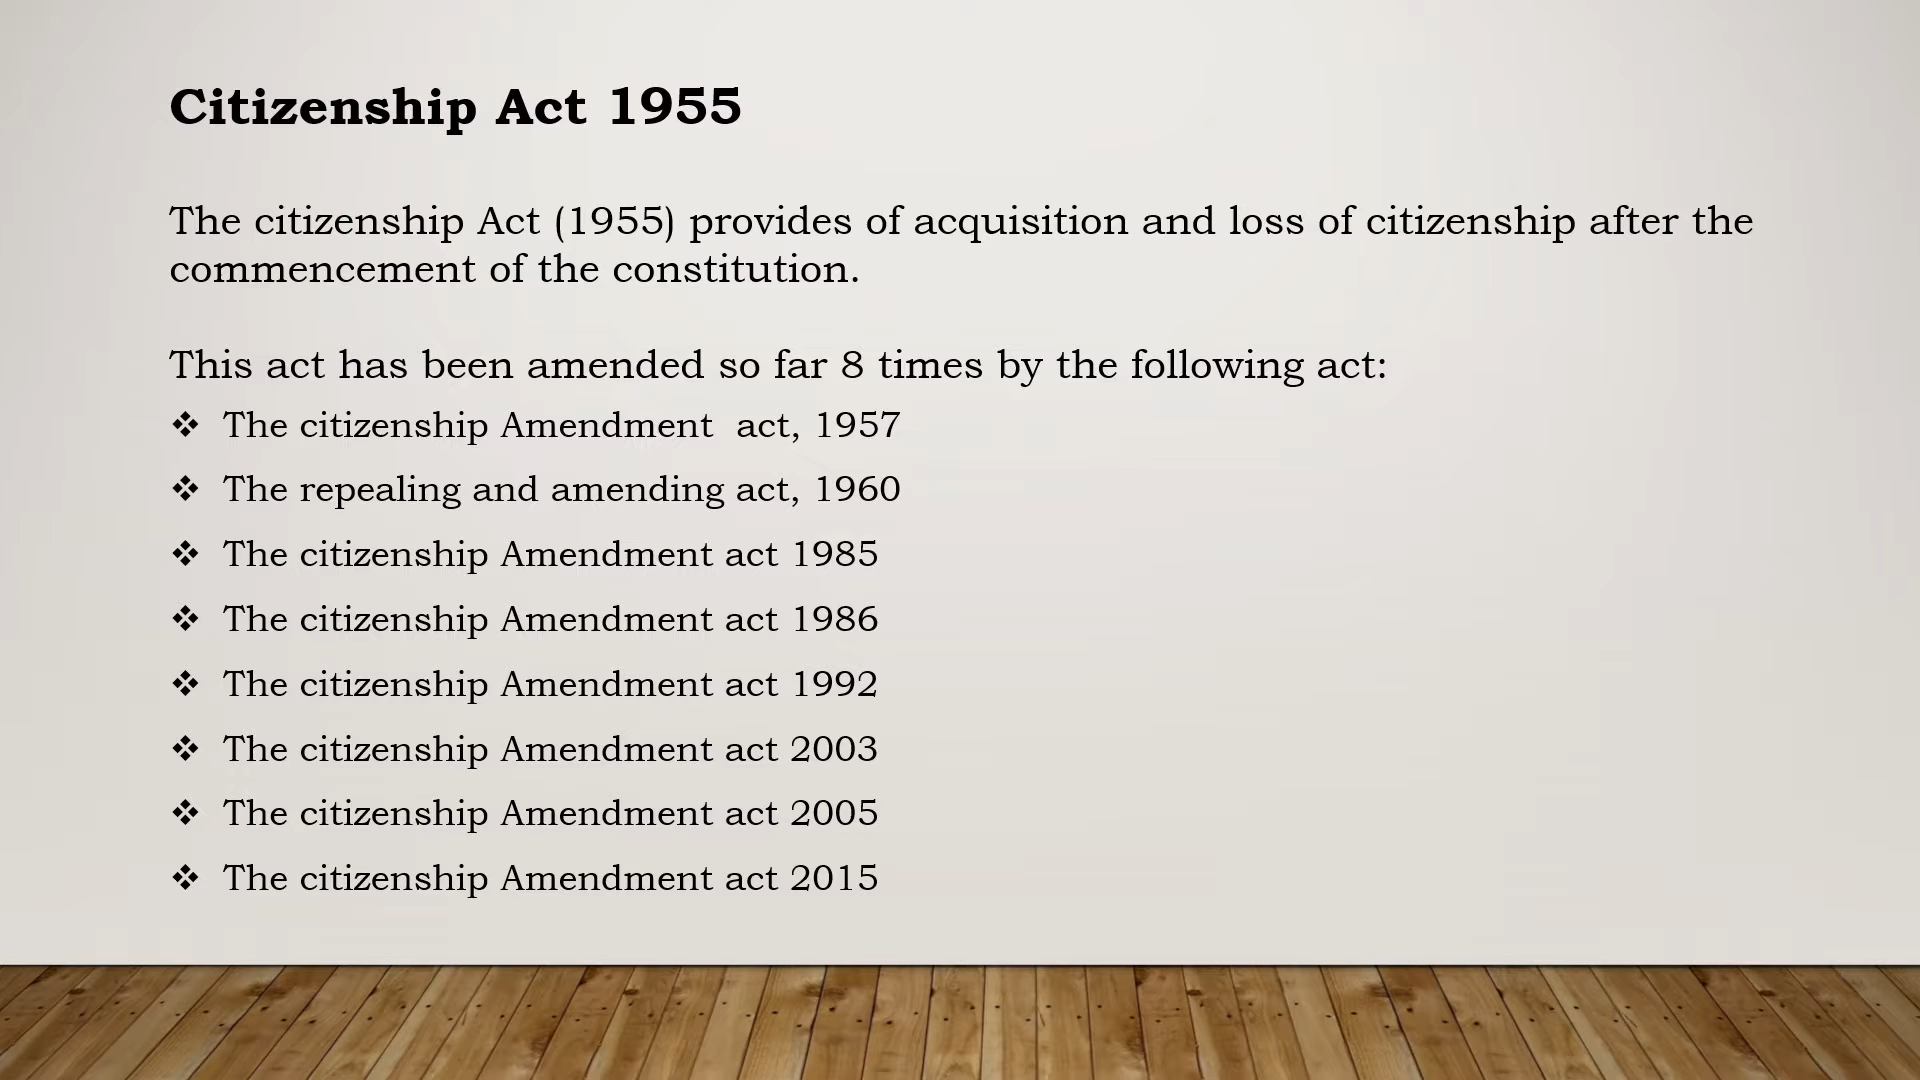 Citizenship Act 1955
The citizenship Act (1955) provides of acquisition and loss of citizenship after the
commencement of the constitution.
This act has been amended so far 8 times by the following act:
❖ The citizenship Amendment  act, 1957
❖ The repealing and amending act, 1960
❖ The citizenship Amendment act 1985
❖ The citizenship Amendment act 1986
❖ The citizenship Amendment act 1992
❖ The citizenship Amendment act 2003
❖ The citizenship Amendment act 2005
❖ The citizenship Amendment act 2015